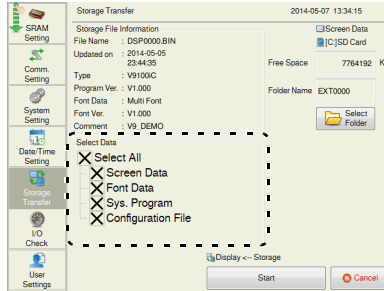 Storage Transfer
2014-05-07 13:34:15
SRAM
Setting
Comm.
Setting
System
Setting
Date/Time
Setting
Storage
Transfer
I/O
Check
User
Settings
Storage File Information
File Name : DSP0000.BIN
Updated on : 2014-05-05
23:44:35
Type : V9100iC
Program Ver. : V1.000
Font Data : Multi Font
Font Ver. : V1.000
Comment : V9_DEMO
Screen Data
[C:]SD Card
Free Space 7764192 K
Folder Name EXT0000
Select
Folder
Select Data
Select All
Screen Data
Font Data
Sys. Program
Configuration File
Display <-- Storage
Start
Cancel